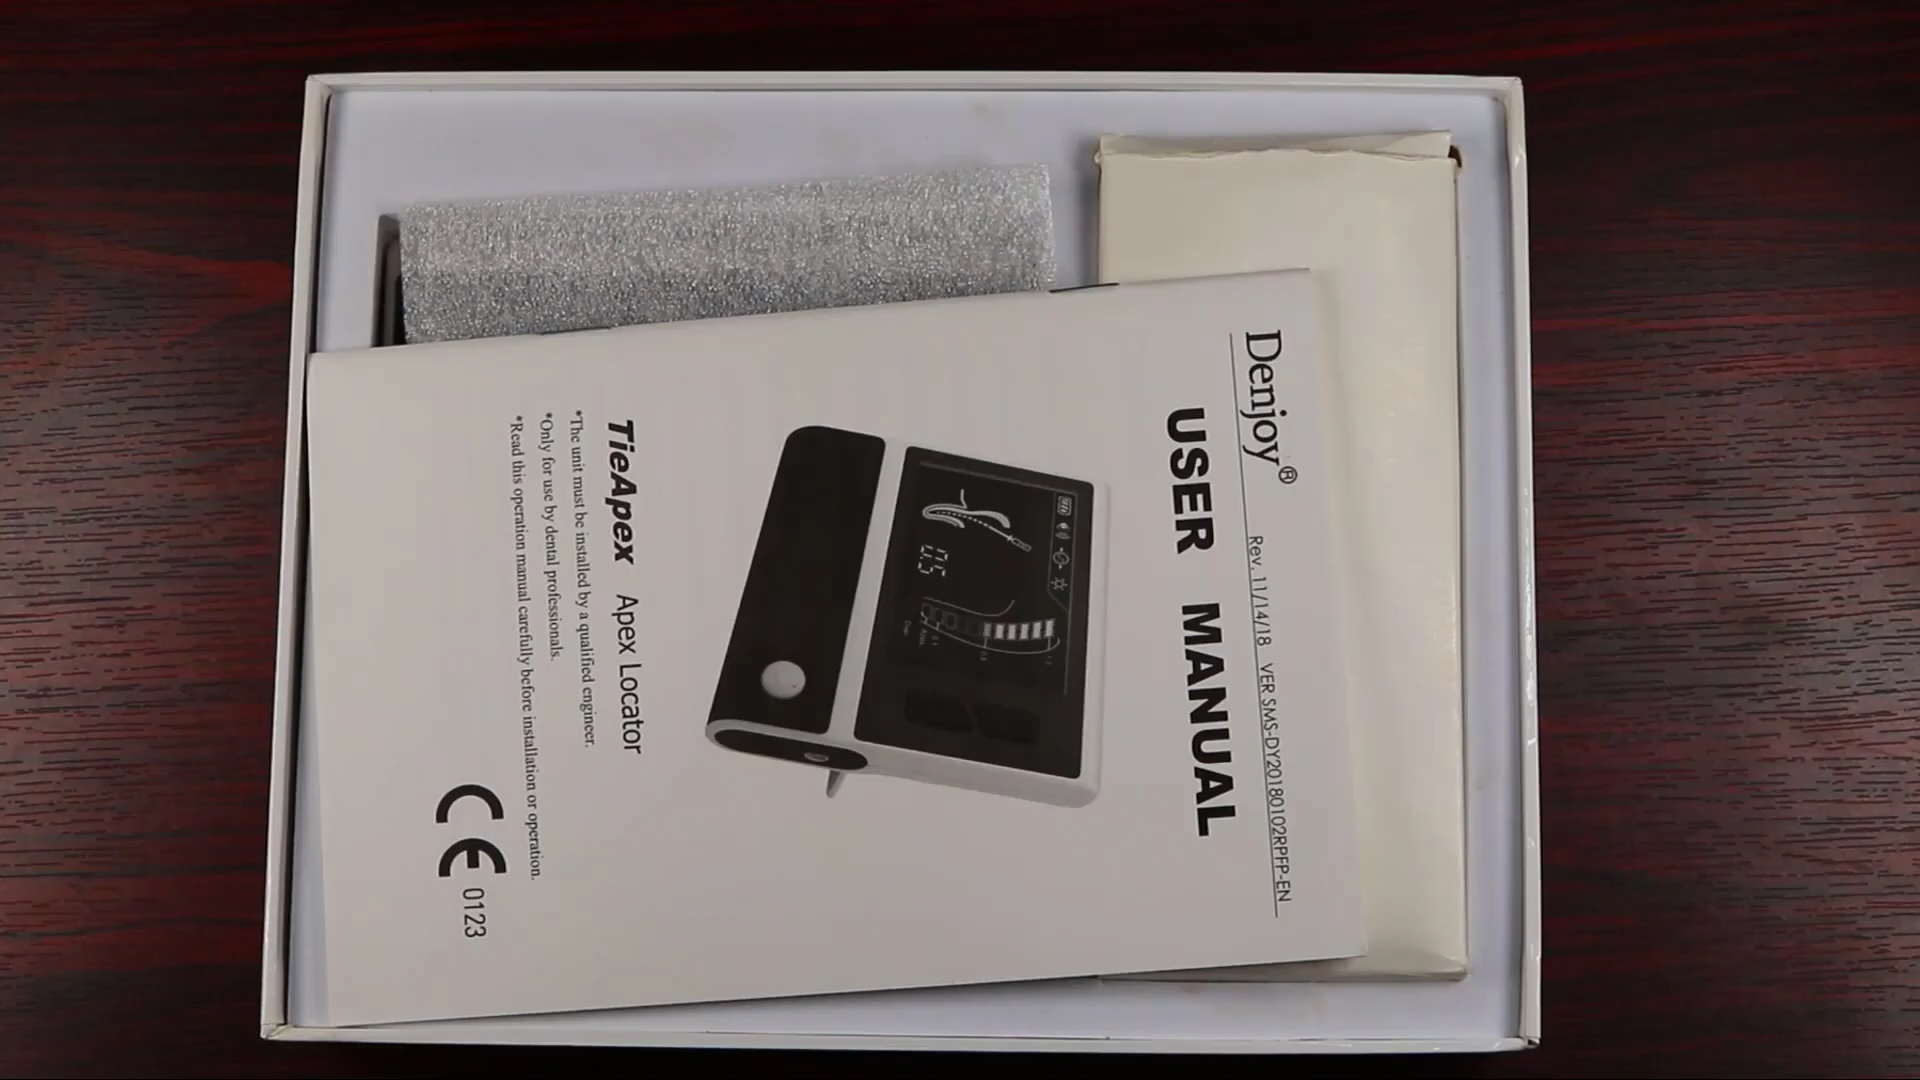 Denjoy®
Rev. 11/14/18 VER SMS-DY20180102RPFP-EN
USER MANUAL
0.5
TieApex Apex Locator
*The unit must be installed by a qualified engineer.
*Only for use by dental professionals.
*Read this operation manual carefully before installation or operation.
CE 0123